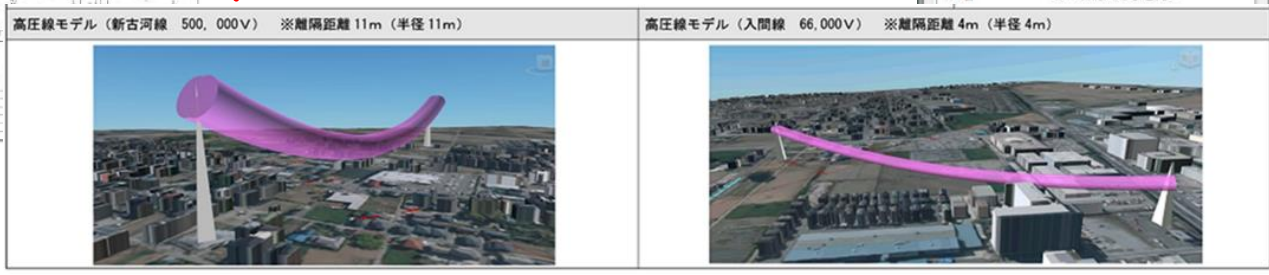 高圧線モデル（新古河線　500，000V）　※離隔距離 11m（半径 11m）
高圧線モデル（入間線　66,000V）　※離隔距離 4m（半径 4m）